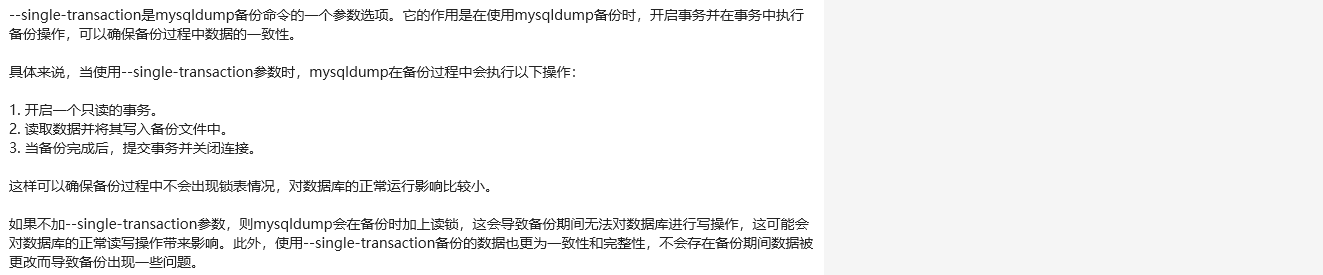 --single-transaction是mysqldump备份命令的一个参数选项。它的作用是在使用mysqldump备份时，开启事务并在事务中执行
备份操作，可以确保备份过程中数据的一致性。
具体来说，当使用--single-transaction参数时，mysqldump在备份过程中会执行以下操作：
1. 开启一个只读的事务。
2. 读取数据并将其写入备份文件中。
3. 当备份完成后，提交事务并关闭连接。
这样可以确保备份过程中不会出现锁表情况，对数据库的正常运行影响比较小。
如果不加--single-transaction参数，则mysqldump会在备份时加上读锁，这会导致备份期间无法对数据库进行写操作，这可能会
对数据库的正常读写操作带来影响。此外，使用--single-transaction备份的数据也更为一致性和完整性，不会存在备份期间数据被
更改而导致备份出现一些问题。